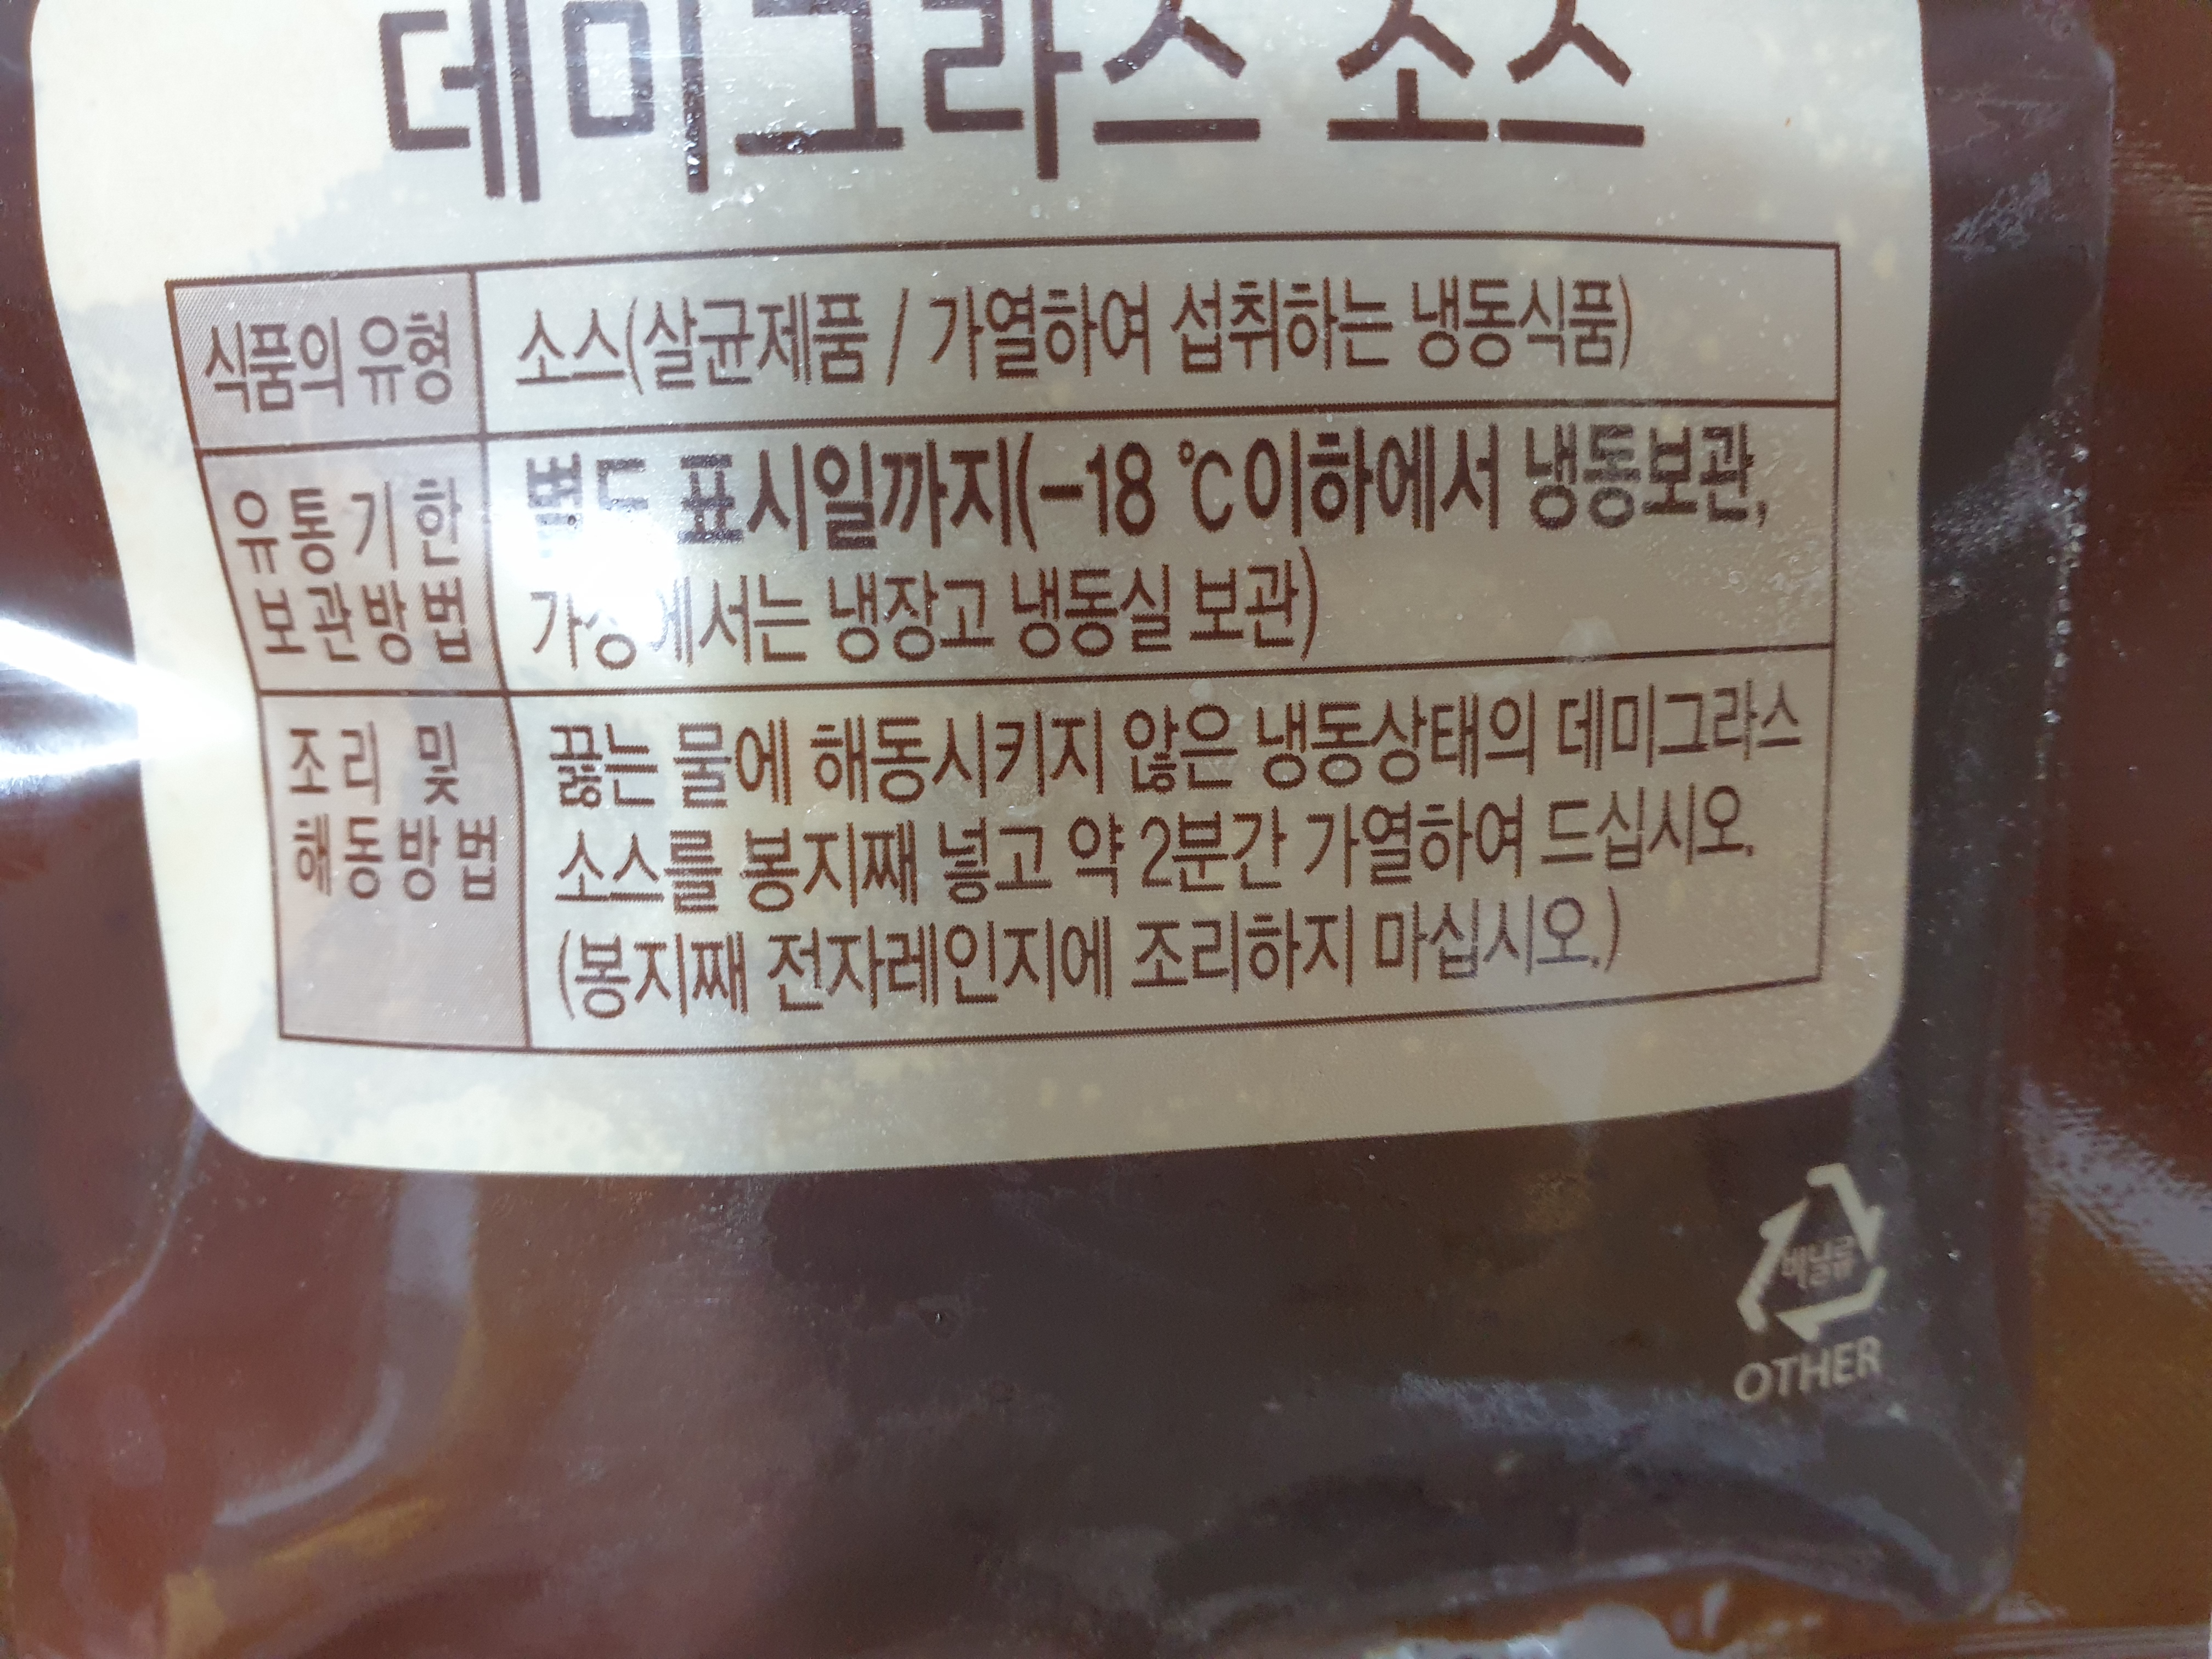 데미그라스 소스
식품의 유형 소스(살균제품 / 가열하여 섭취하는 냉동식품)
유통기한 표시일까지(-18 ℃이하에서 냉동보관,
보관방법 가정에서는 냉장고 냉동실 보관)
조리 및 끓는 물에 해동시키지 않은 냉동상태의 데미그라스
해동방법 소스를 봉지째 넣고 약 2분간 가열하여 드십시오.
(봉지째 전자레인지에 조리하지 마십시오.)
비닐류
OTHER